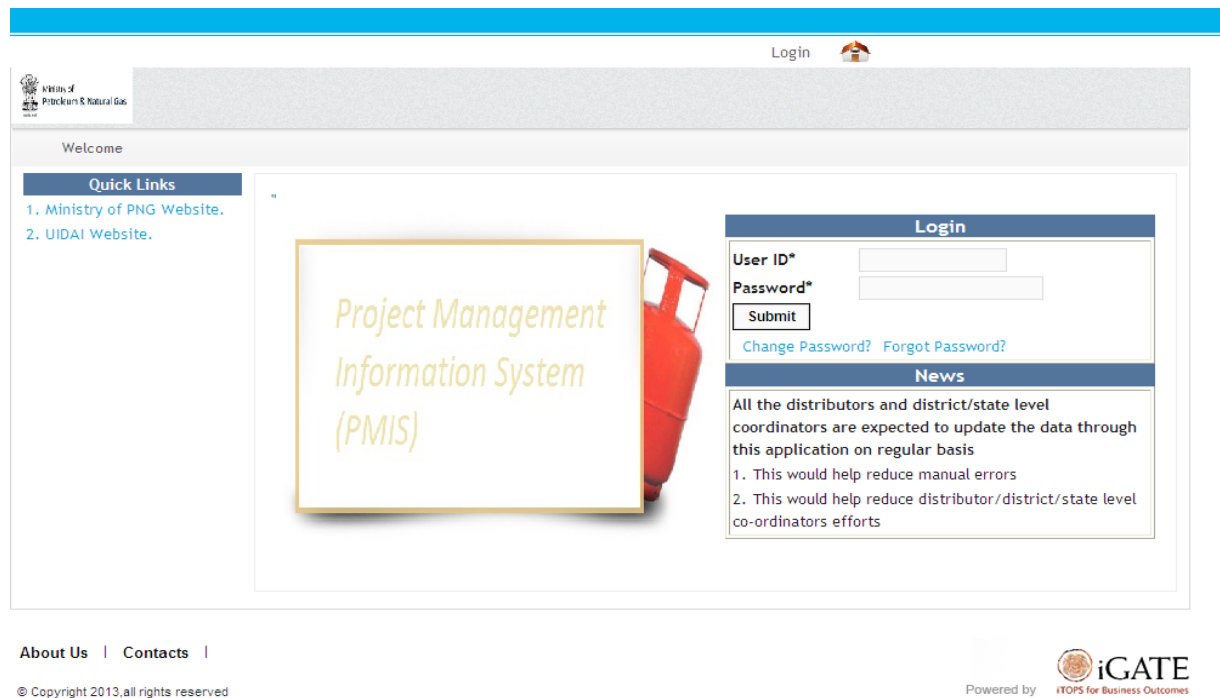 Login
Ministry of
Petroleum & Natural Gas
Welcome
Quick Links
1. Ministry of PNG Website.
2. UIDAI Website.
"
Project Management
Information System
(PMIS)
Login
User ID*
Password*
Submit
Change Password? Forgot Password?
News
All the distributors and district/state level
coordinators are expected to update the data through
this application on regular basis
1. This would help reduce manual errors
2. This would help reduce distributor/district/state level
co-ordinators efforts
About Us | Contacts |
© Copyright 2013,all rights reserved
Powered by
iGATE
iTOPS for Business Outcomes